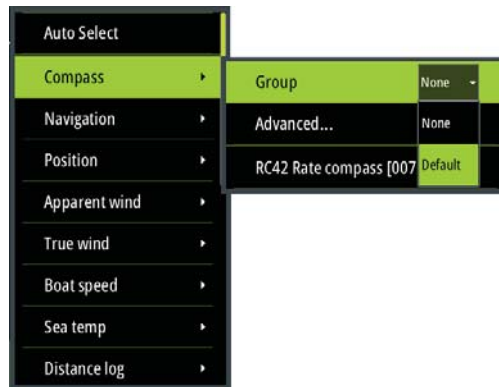 Auto Select
Compass
Navigation
Position
Apparent wind
True wind
Boat speed
Sea temp
Distance log
Group
None
Advanced...
None
RC42 Rate compass [007
Default